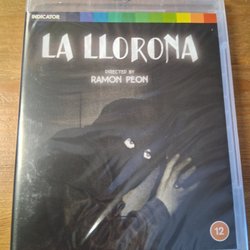 INDICATOR
LA LLORONA
DIRECTED BY
RAMON PEON
12